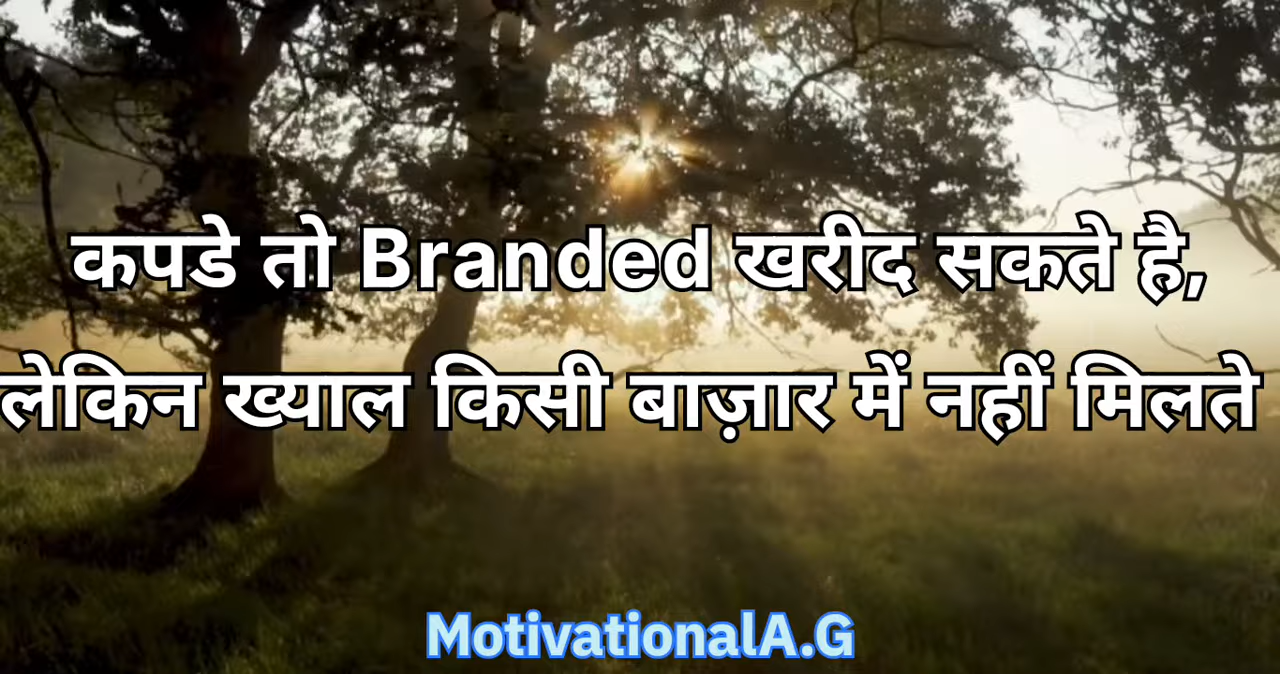 कपडे तो Branded खरीद सकते है,
लेकिन ख्याल किसी बाज़ार में नहीं मिलते
MotivationalA.G